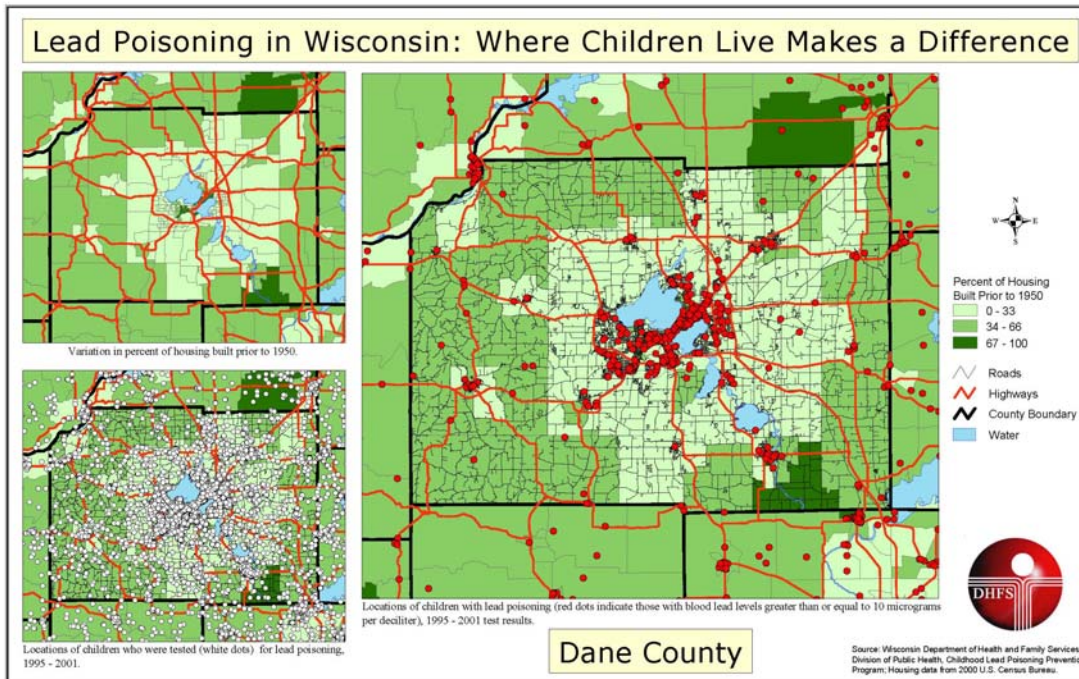 Lead Poisoning in Wisconsin: Where Children Live Makes a Difference
Variation in percent of housing built prior to 1950.
Locations of children who were tested (white dots) for lead poisoning,
1995 - 2001.
Locations of children with lead poisoning (red dots indicate those with blood lead levels greater than or equal to 10 micrograms
per deciliter), 1995 - 2001 test results.
Dane County
N
W E
S
Percent of Housing
Built Prior to 1950
0 - 33
34 - 66
67 - 100
Roads
Highways
County Boundary
Water
DHFS
Source: Wisconsin Department of Health and Family Services
Division of Public Health, Childhood Lead Poisoning Preventio
Program; Housing data from 2000 U.S. Census Bureau.